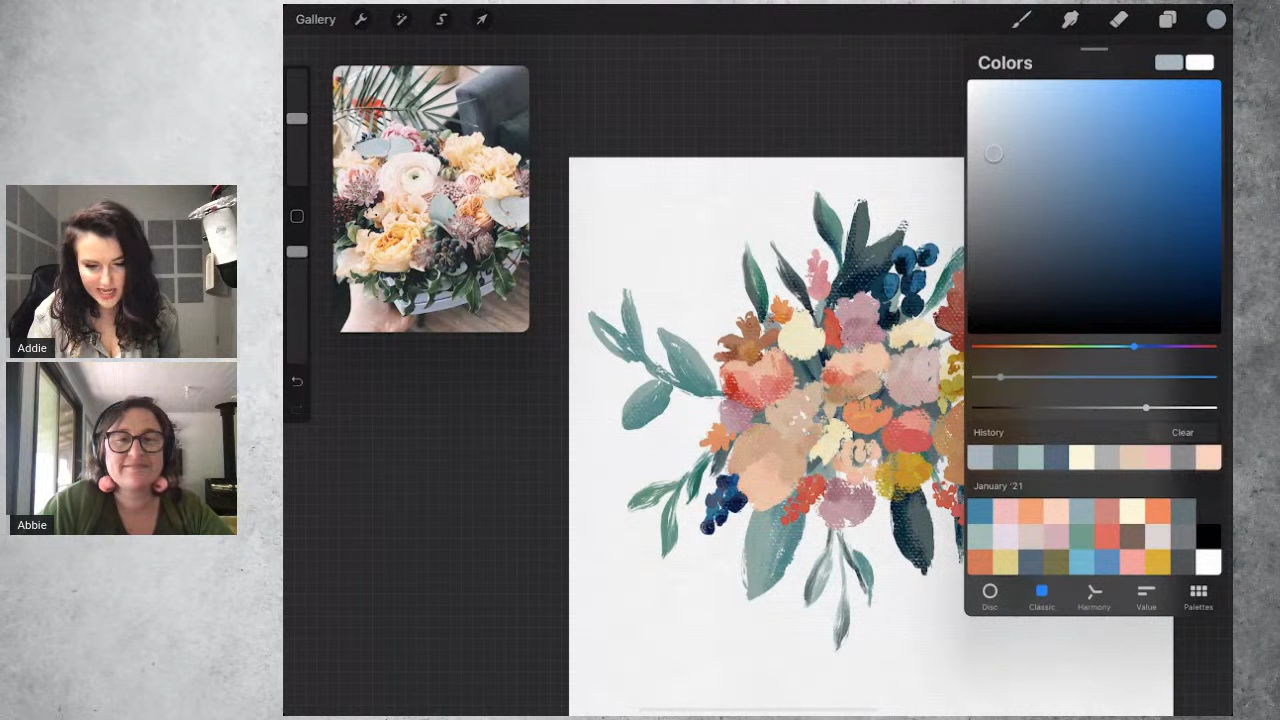 Gallery
Colors
Addie
Abbie
History
Clear
January '21
Disc
Classic
Harmony
Value
Palettes